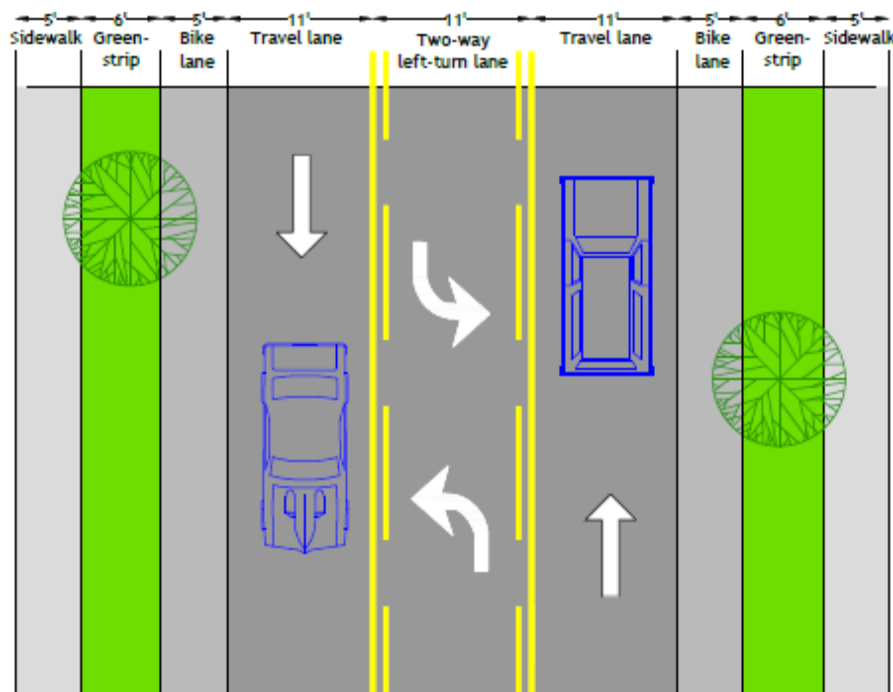 5' 6' 5' 11' 11' 11' 5' 6' 5'
Sidewalk Green- Bike Travel lane Two-way Travel lane Bike Green- Sidewalk
strip lane left-turn lane lane strip